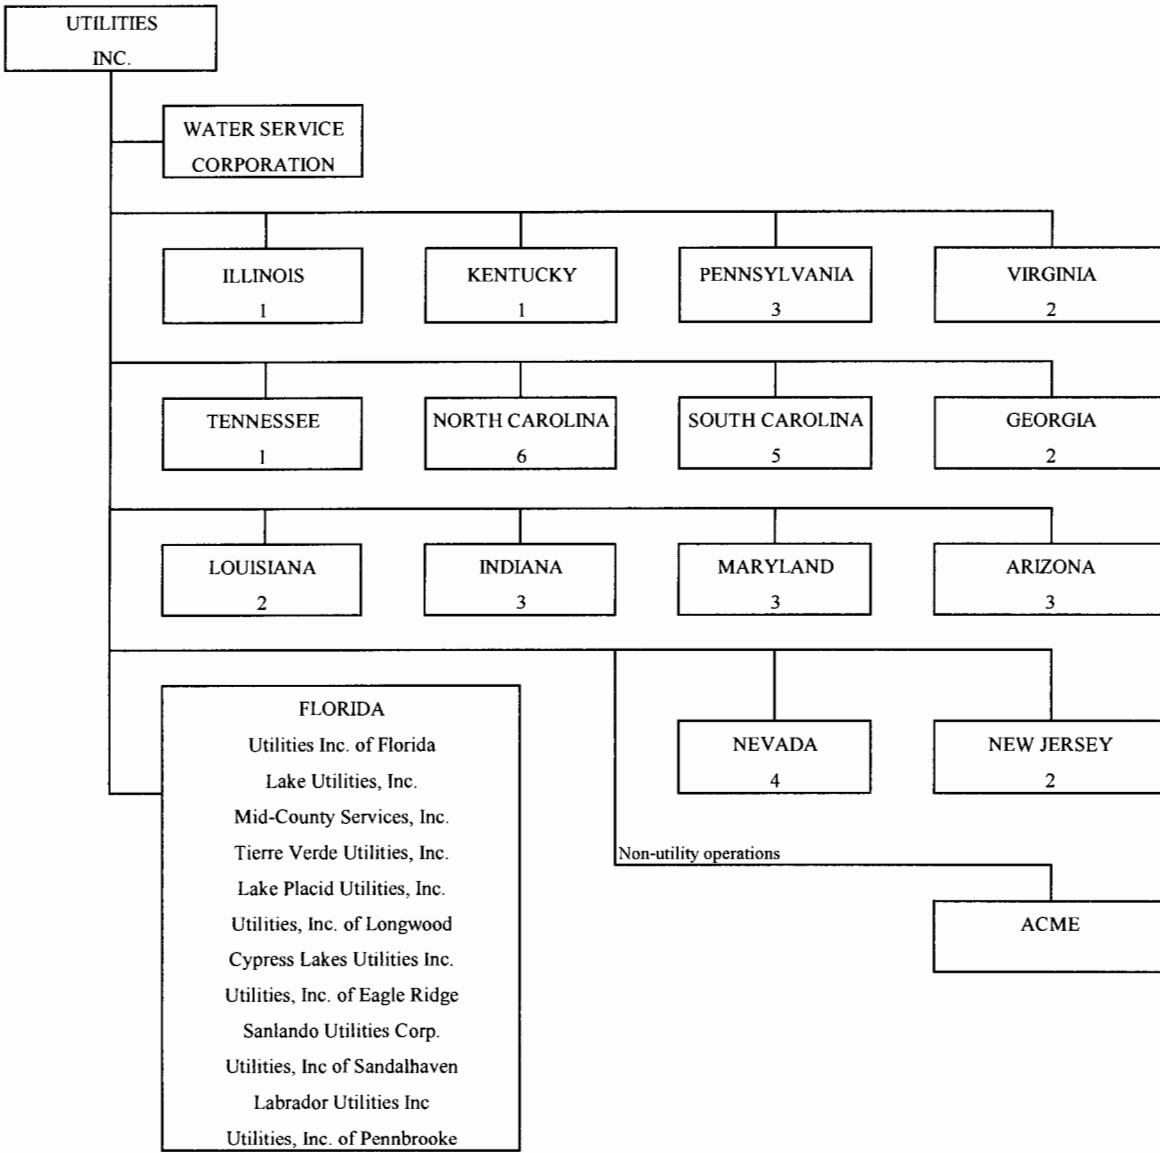 UTILITIES
INC.
WATER SERVICE
CORPORATION
ILLINOIS
1
KENTUCKY
1
PENNSYLVANIA
3
VIRGINIA
2
TENNESSEE
1
NORTH CAROLINA
6
SOUTH CAROLINA
5
GEORGIA
2
LOUISIANA
2
INDIANA
3
MARYLAND
3
ARIZONA
3
FLORIDA
Utilities Inc. of Florida
Lake Utilities, Inc.
Mid-County Services, Inc.
Tierre Verde Utilities, Inc.
Lake Placid Utilities, Inc.
Utilities, Inc. of Longwood
Cypress Lakes Utilities Inc.
Utilities, Inc. of Eagle Ridge
Sanlando Utilities Corp.
Utilities, Inc of Sandalhaven
Labrador Utilities Inc
Utilities, Inc. of Pennbrooke
NEVADA
4
NEW JERSEY
2
Non-utility operations
ACME